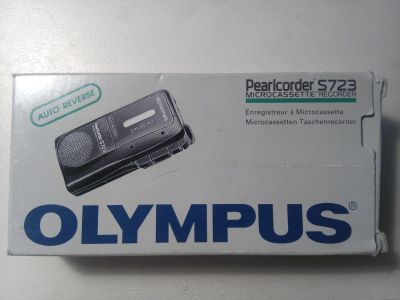 Pearlcorder S723
MICROCASSETTE RECORDER
AUTO REVERSE
Enregistreur à Microcassette
Microcassetten Taschenrecorder
OLYMPUS®